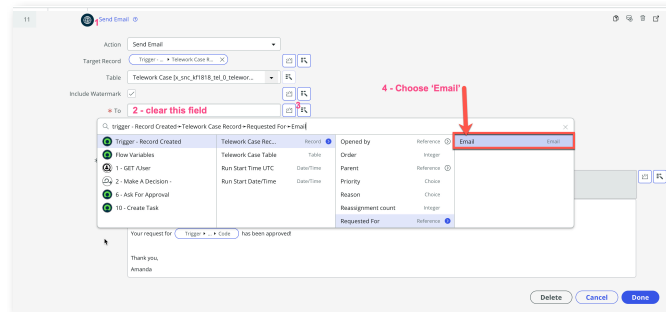 11
1 Send Email
Action Send Email
Target Record Trigger - ... ▸ Telework Case R... ×
Table Telework Case [x_snc_kf1818_tel_0_telewor...
Include Watermark
* To 2 - clear this field
3
4 - Choose ‘Email’
trigger - Record Created ▸ Telework Case Record ▸ Requested For ▸ Email
Trigger - Record Created
Flow Variables
1 - GET /User
2 - Make A Decision -
6 - Ask For Approval
10 - Create Task
Telework Case Rec... Record
Telework Case Table Table
Run Start Time UTC Date/Time
Run Start Date/Time Date/Time
Opened by Reference
Order Integer
Parent Reference
Priority Choice
Reason Choice
Reassignment count Integer
Requested For Reference
Email Email
Your request for Trigger ▸ ... ▸ Code has been approved!
Thank you,
Amanda
Delete Cancel Done